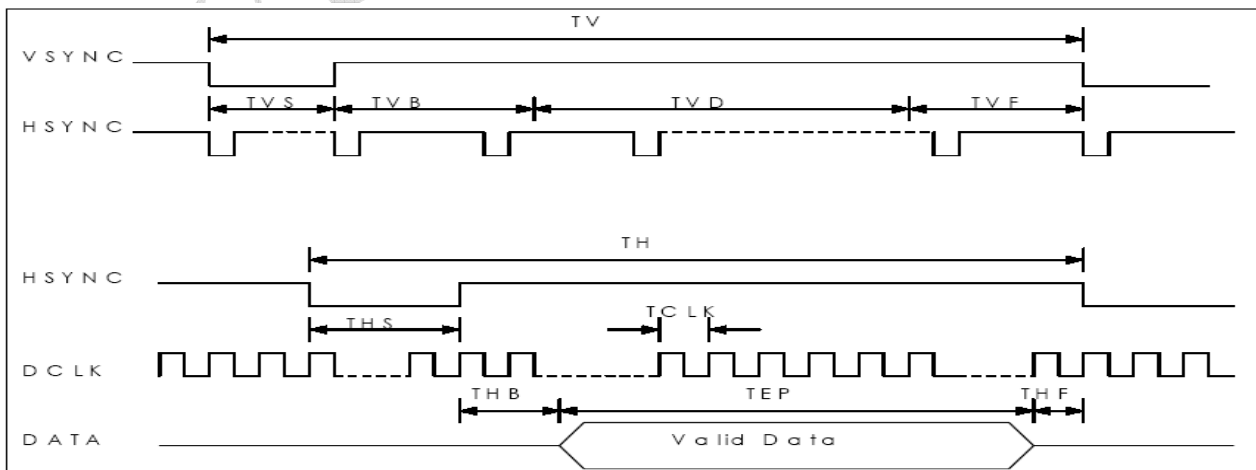 TV
VSYNC
TVS TVB TVD TVF
HSYNC
TH
HSYNC
TCLK
THS
DCLK
THB TEP THF
DATA Valid Data